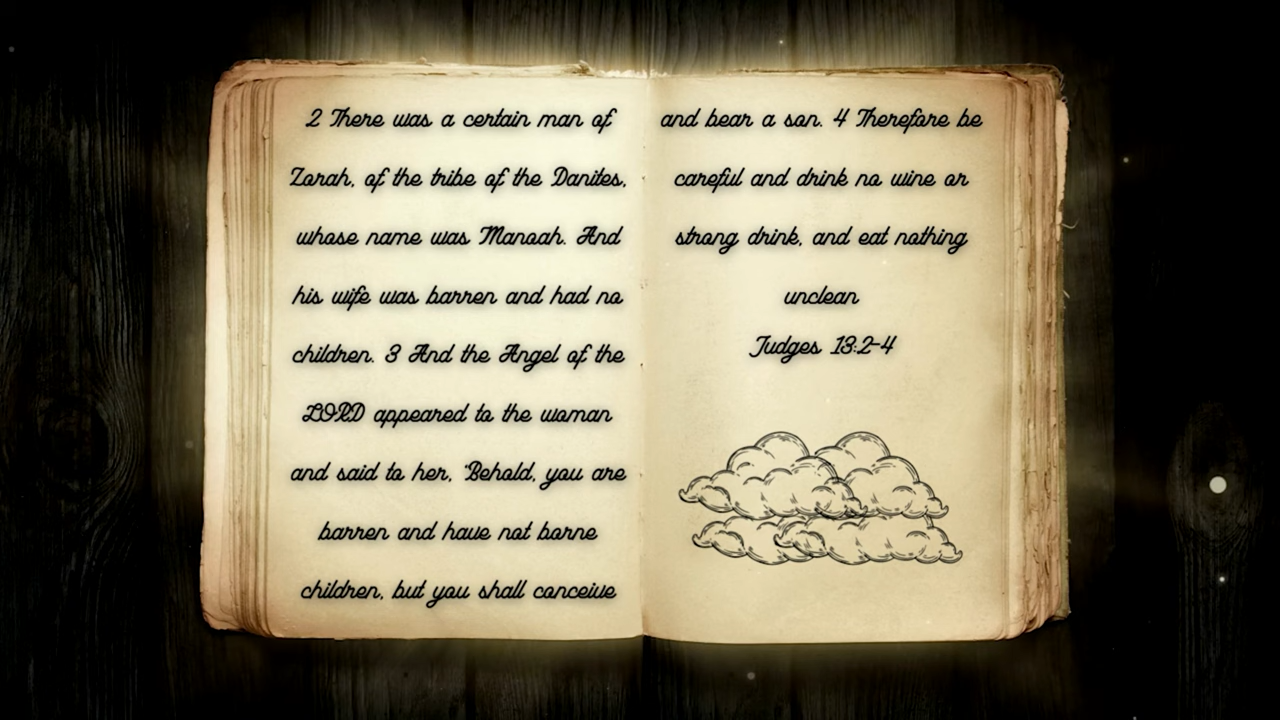 2 There was a certain man of
Zorah, of the tribe of the Danites,
whose name was Manoah. And
his wife was barren and had no
children. 3 And the Angel of the
LORD appeared to the woman
and said to her, "Behold, you are
barren and have not borne
children, but you shall conceive
and bear a son. 4 Therefore be
careful and drink no wine or
strong drink, and eat nothing
unclean
Judges 13:2-4